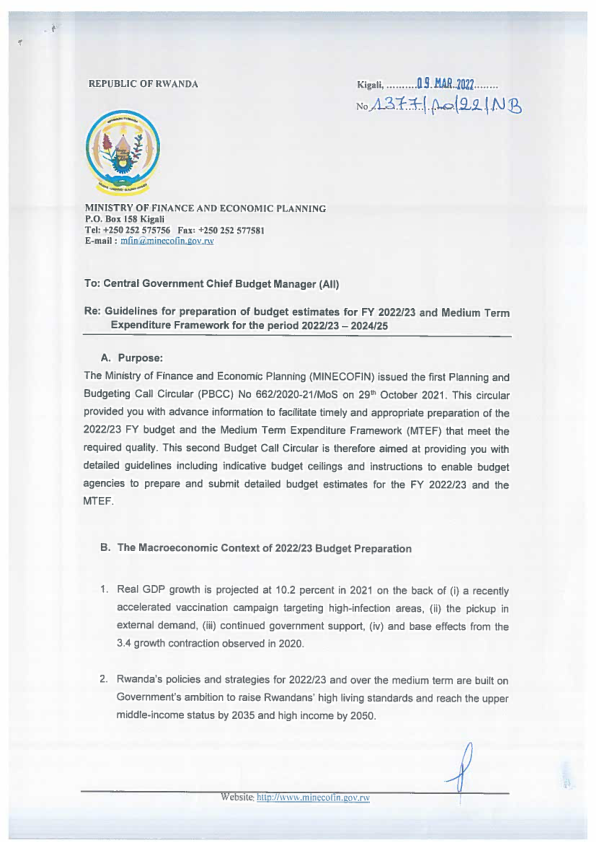 REPUBLIC OF RWANDA
Kigali, ..........09 MAR 2022........
No 1377/
/22/NB
MINISTRY OF FINANCE AND ECONOMIC PLANNING
P.O. Box 158 Kigali
Tel: +250 252 575756 Fax: +250 252 577581
E-mail : mfin@minecofin.gov.rw
To: Central Government Chief Budget Manager (All)
Re: Guidelines for preparation of budget estimates for FY 2022/23 and Medium Term
Expenditure Framework for the period 2022/23 – 2024/25
A. Purpose:
The Ministry of Finance and Economic Planning (MINECOFIN) issued the first Planning and
Budgeting Call Circular (PBCC) No 662/2020-21/MoS on 29th October 2021. This circular
provided you with advance information to facilitate timely and appropriate preparation of the
2022/23 FY budget and the Medium Term Expenditure Framework (MTEF) that meet the
required quality. This second Budget Call Circular is therefore aimed at providing you with
detailed guidelines including indicative budget ceilings and instructions to enable budget
agencies to prepare and submit detailed budget estimates for the FY 2022/23 and the
MTEF.
B. The Macroeconomic Context of 2022/23 Budget Preparation
1. Real GDP growth is projected at 10.2 percent in 2021 on the back of (i) a recently
accelerated vaccination campaign targeting high-infection areas, (ii) the pickup in
external demand, (iii) continued government support, (iv) and base effects from the
3.4 growth contraction observed in 2020.
2. Rwanda's policies and strategies for 2022/23 and over the medium term are built on
Government's ambition to raise Rwandans' high living standards and reach the upper
middle-income status by 2035 and high income by 2050.
Website http://www.minecofin.gov.rw